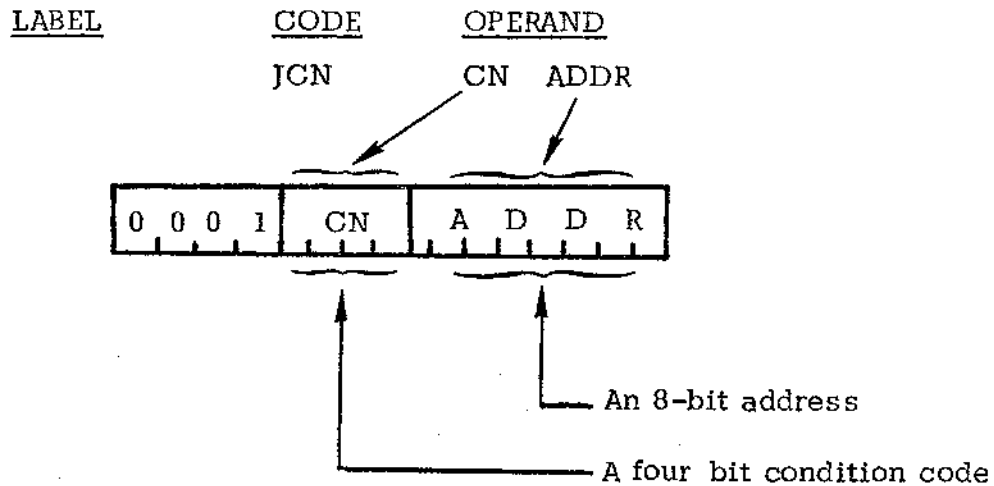 LABEL CODE OPERAND
JCN CN ADDR
0 0 0 1 CN A D D R
An 8-bit address
A four bit condition code